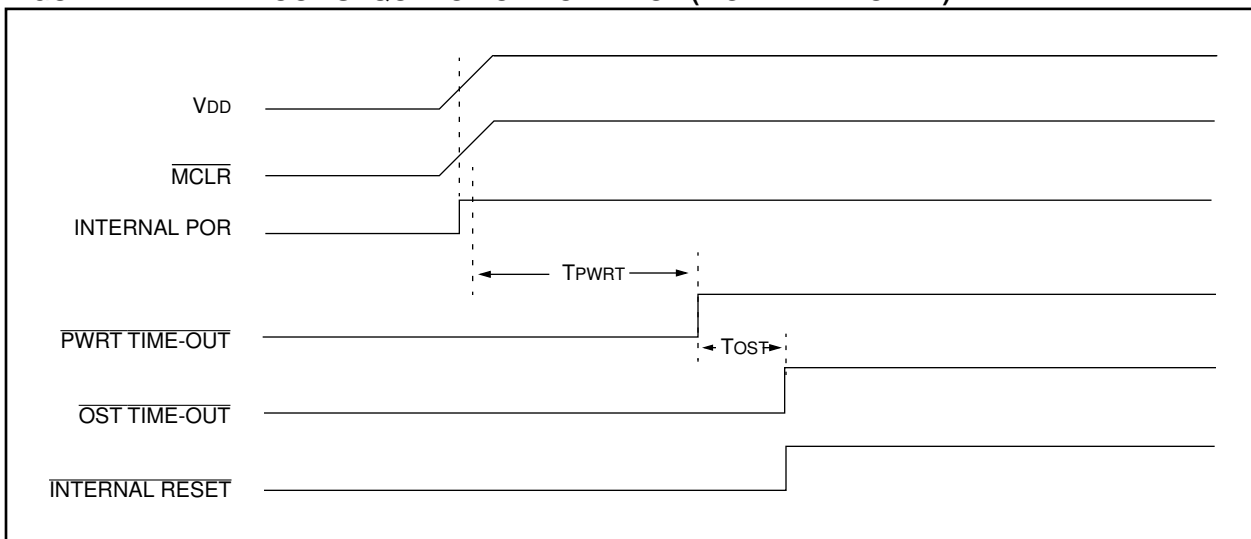 VDD
MCLR
INTERNAL POR
TPWRT
PWRT TIME-OUT
TOST
OST TIME-OUT
INTERNAL RESET